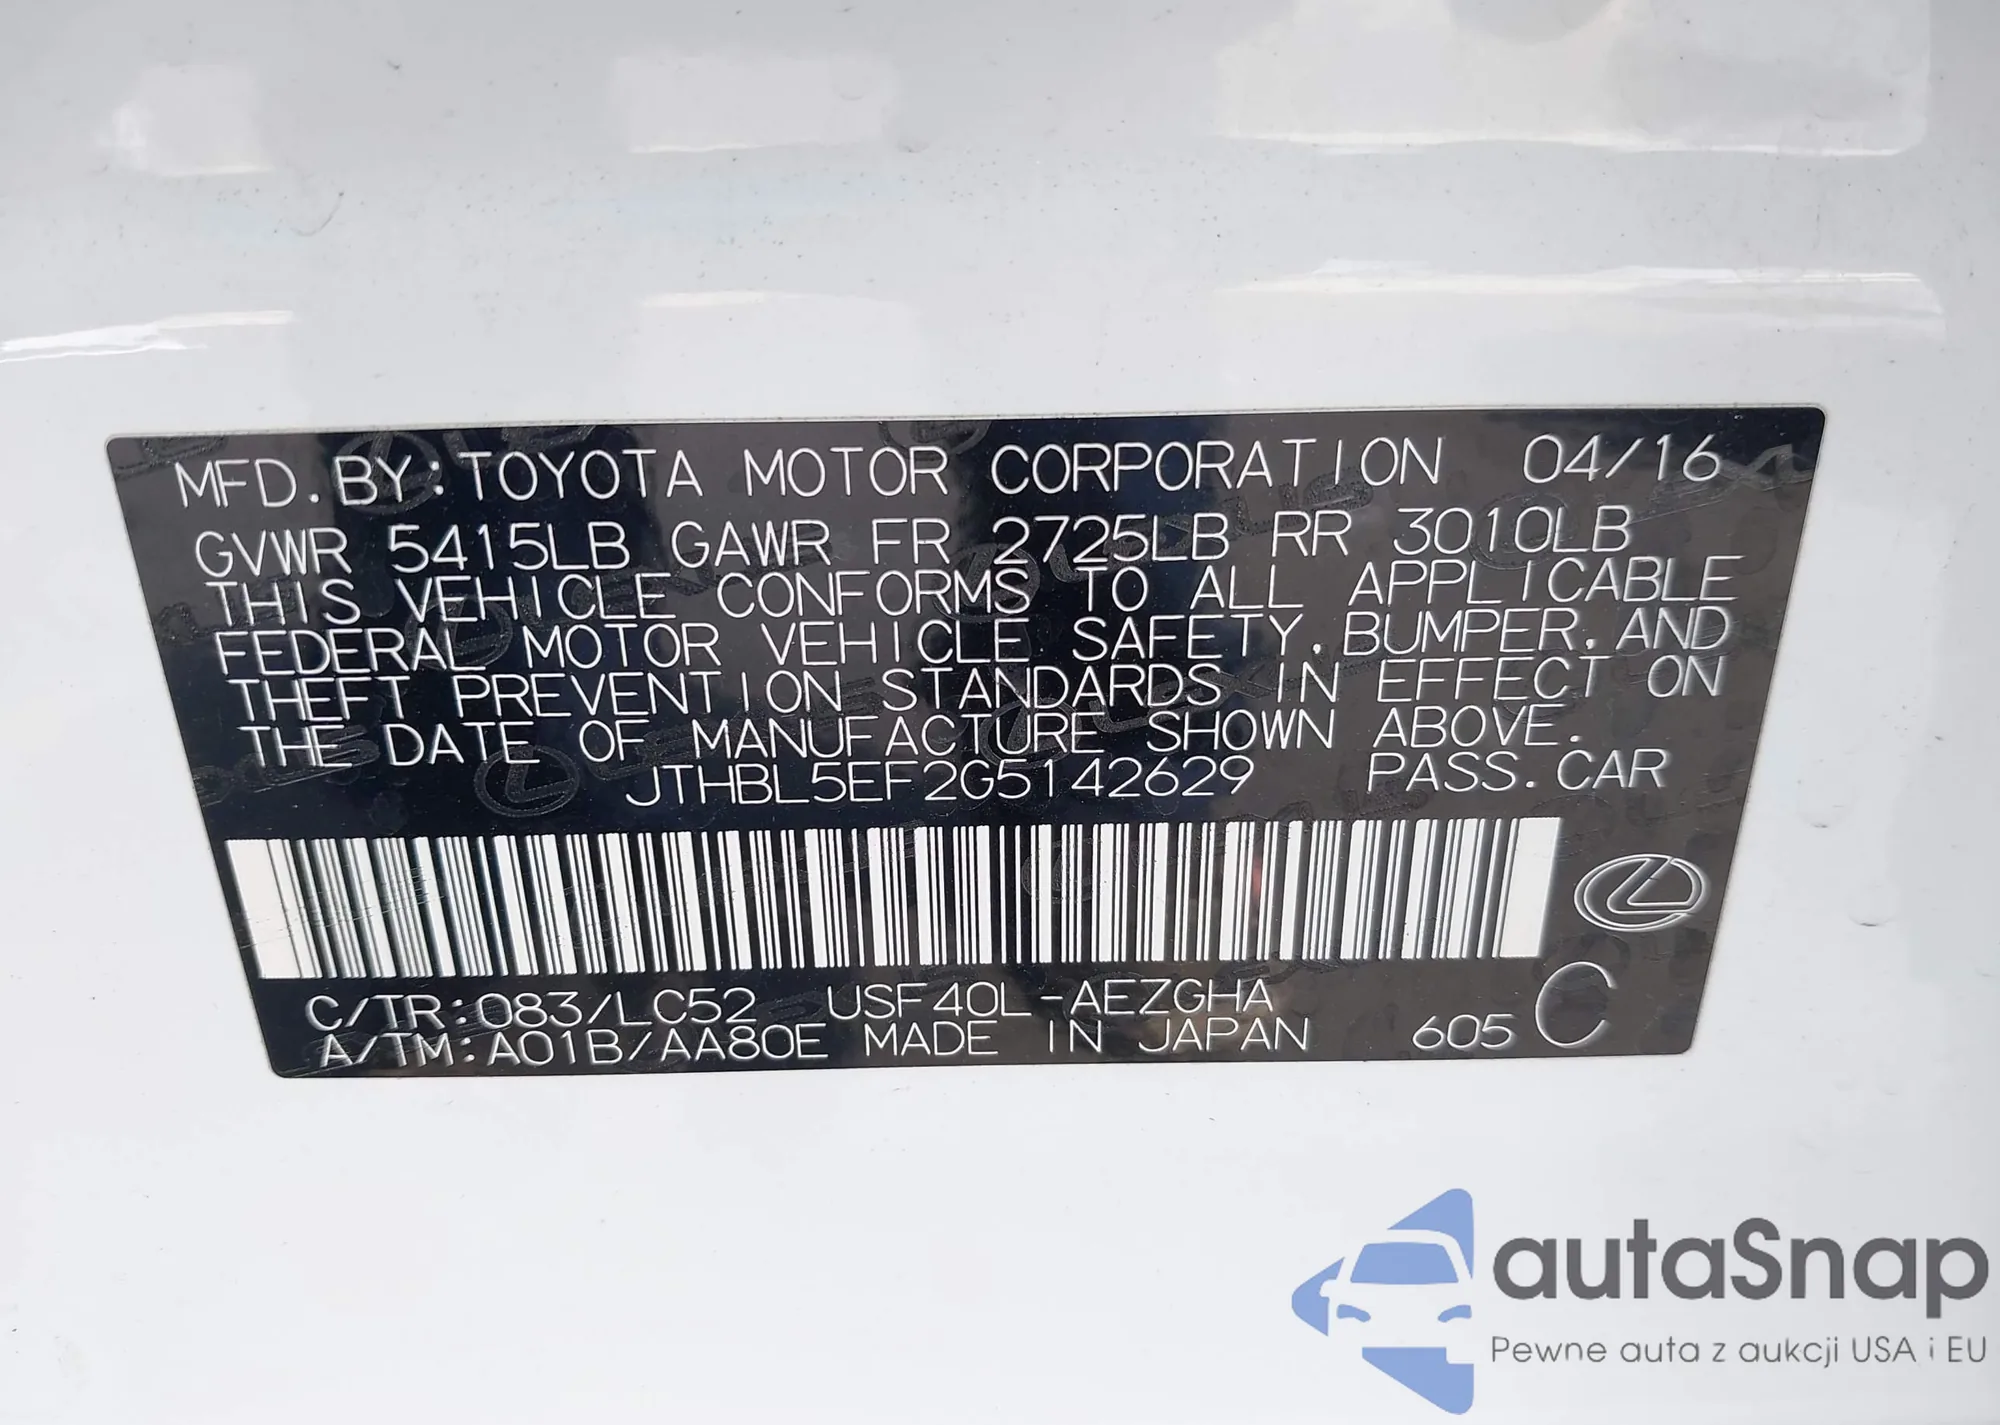 MFD.BY:TOYOTA MOTOR CORPORATION 04/16
GVWR 5415LB GAWR FR 2725LB RR 3010LB
THIS VEHICLE CONFORMS TO ALL APPLICABLE
FEDERAL MOTOR VEHICLE SAFETY, BUMPER, AND
THEFT PREVENTION STANDARDS IN EFFECT ON
THE DATE OF MANUFACTURE SHOWN ABOVE.
JTHBL5EF2G5142629 PASS.CAR
C/TR:083/LC52 USF40L-AEZGHA
A/TM:A01B/AA80E MADE IN JAPAN 605 C
autaSnap
Pewne auta z aukcji USA i EU